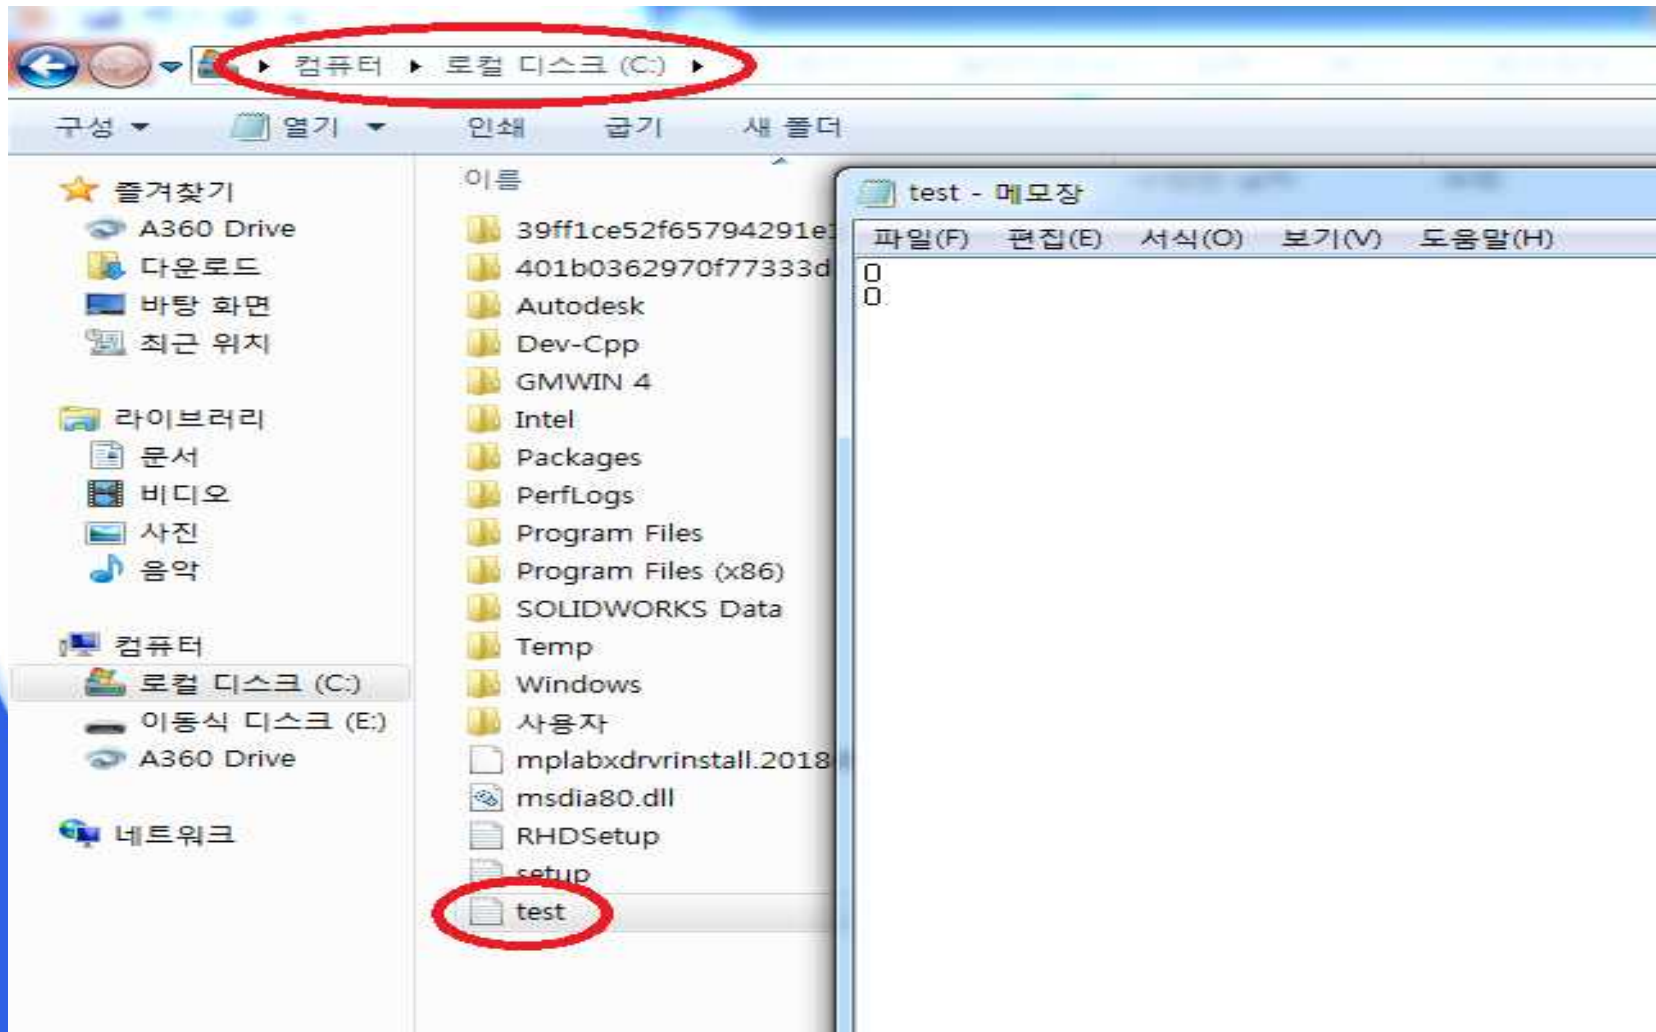 컴퓨터 ▶ 로컬 디스크 (C:) ▶
구성 열기 인쇄 굽기 새 폴더
즐겨찾기
A360 Drive
다운로드
바탕 화면
최근 위치
라이브러리
문서
비디오
사진
음악
컴퓨터
로컬 디스크 (C:)
이동식 디스크 (E:)
A360 Drive
네트워크
이름
39ff1ce52f65794291e
401b0362970f77333d
Autodesk
Dev-Cpp
GMWIN 4
Intel
Packages
PerfLogs
Program Files
Program Files (x86)
SOLIDWORKS Data
Temp
Windows
사용자
mplabxdrvrinstall.2018
msdia80.dll
RHDSetup
setup
test
test - 메모장
파일(F) 편집(E) 서식(O) 보기(V) 도움말(H)
0
0